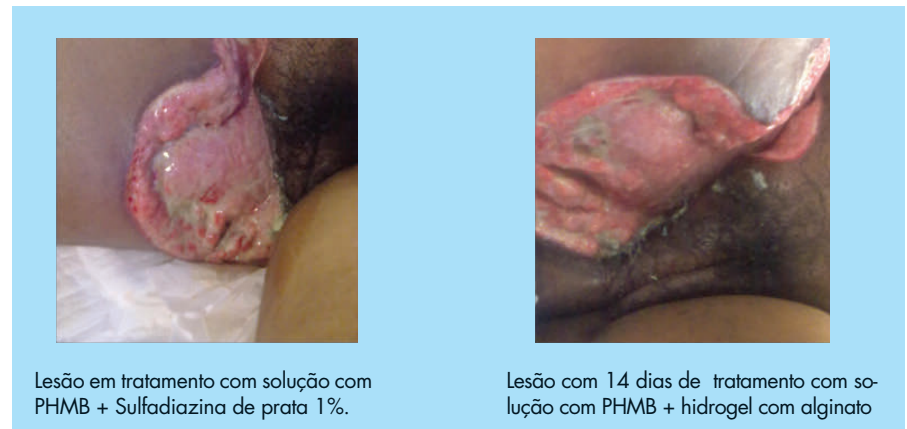 Lesão em tratamento com solução com
PHMB + Sulfadiazina de prata 1%.
Lesão com 14 dias de tratamento com so-
lução com PHMB + hidrogel com alginato